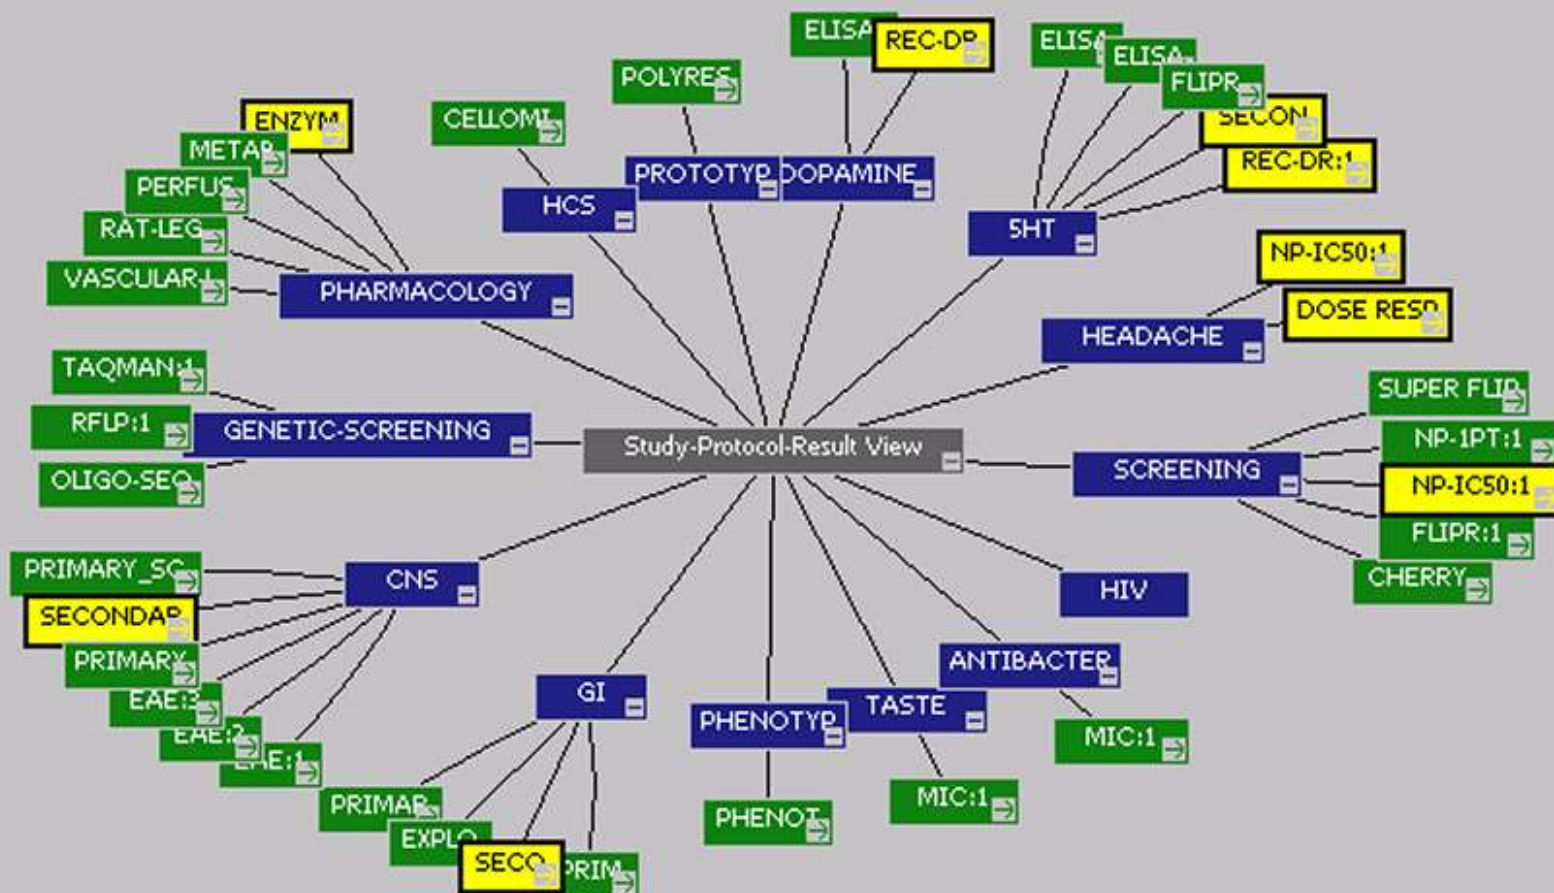 ELISA
REC-DR
ELISA
ELISA
FLIPR
SECON
REC-DR:1
POLYRES
CELLOMI
ENZYM
METAB
PERFUS
RAT-LEG
VASCULAR-L
PROTOTYP
DOPAMINE
HCS
5HT
PHARMACOLOGY
NP-IC50:1
DOSE RESP
HEADACHE
TAQMAN:1
RFLP:1
OLIGO-SEQ
GENETIC-SCREENING
Study-Protocol-Result View
SCREENING
SUPER FLIP
NP-1PT:1
NP-IC50:1
FLIPR:1
CHERRY
PRIMARY_SC
SECONDAR
PRIMARY
EAE:3
EAE:2
EAE:1
CNS
HIV
ANTIBACTER
GI
PHENOTYP
TASTE
MIC:1
MIC:1
PHENOT
PRIMAR
EXPLO
SECO
PRIM